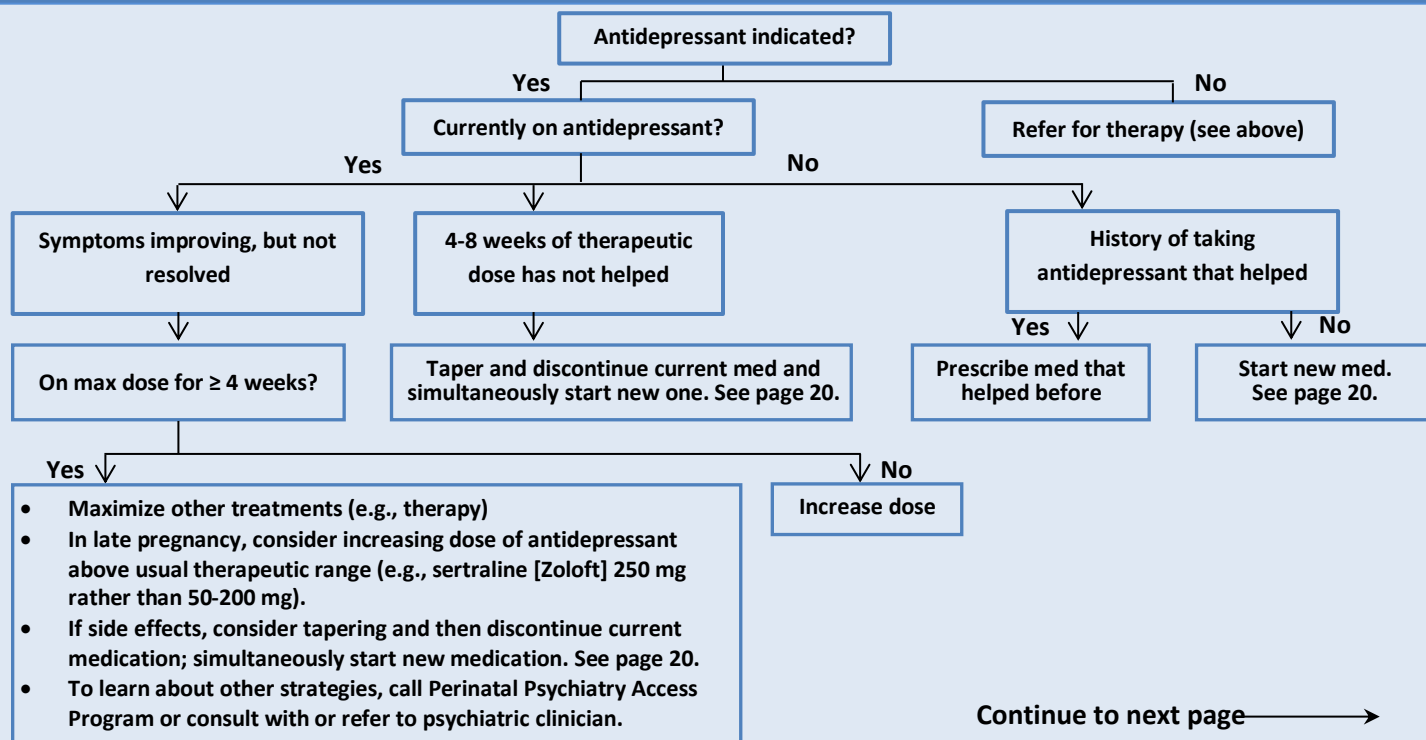 Antidepressant indicated?
Yes
No
Currently on antidepressant?
Refer for therapy (see above)
Yes
No
Symptoms improving, but not
resolved
4-8 weeks of therapeutic
dose has not helped
History of taking
antidepressant that helped
Yes
No
On max dose for ≥ 4 weeks?
Taper and discontinue current med and
simultaneously start new one. See page 20.
Prescribe med that
helped before
Start new med.
See page 20.
Yes
No
• Maximize other treatments (e.g., therapy)
• In late pregnancy, consider increasing dose of antidepressant
above usual therapeutic range (e.g., sertraline [Zoloft] 250 mg
rather than 50-200 mg).
• If side effects, consider tapering and then discontinue current
medication; simultaneously start new medication. See page 20.
• To learn about other strategies, call Perinatal Psychiatry Access
Program or consult with or refer to psychiatric clinician.
Increase dose
Continue to next page